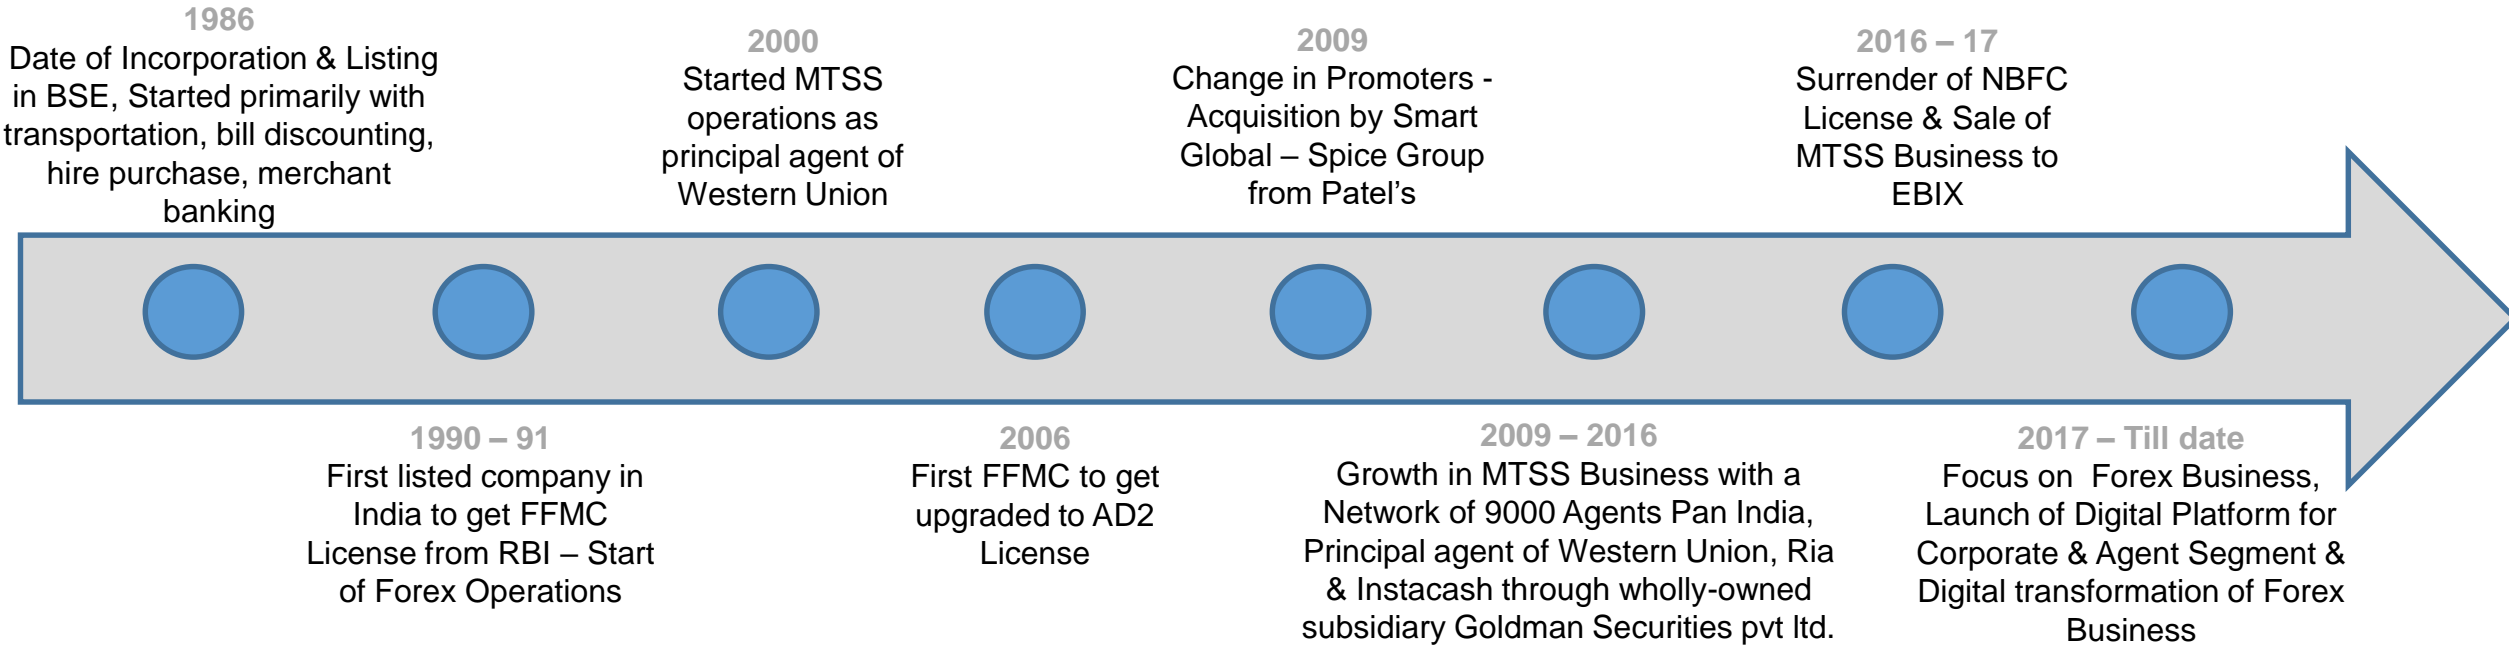 1986
Date of Incorporation & Listing
in BSE, Started primarily with
transportation, bill discounting,
hire purchase, merchant
banking
1990 – 91
First listed company in
India to get FFMC
License from RBI – Start
of Forex Operations
2000
Started MTSS
operations as
principal agent of
Western Union
2006
First FFMC to get
upgraded to AD2
License
2009
Change in Promoters -
Acquisition by Smart
Global – Spice Group
from Patel’s
2009 – 2016
Growth in MTSS Business with a
Network of 9000 Agents Pan India,
Principal agent of Western Union, Ria
& Instacash through wholly-owned
subsidiary Goldman Securities pvt ltd.
2016 – 17
Surrender of NBFC
License & Sale of
MTSS Business to
EBIX
2017 – Till date
Focus on  Forex Business,
Launch of Digital Platform for
Corporate & Agent Segment &
Digital transformation of Forex
Business